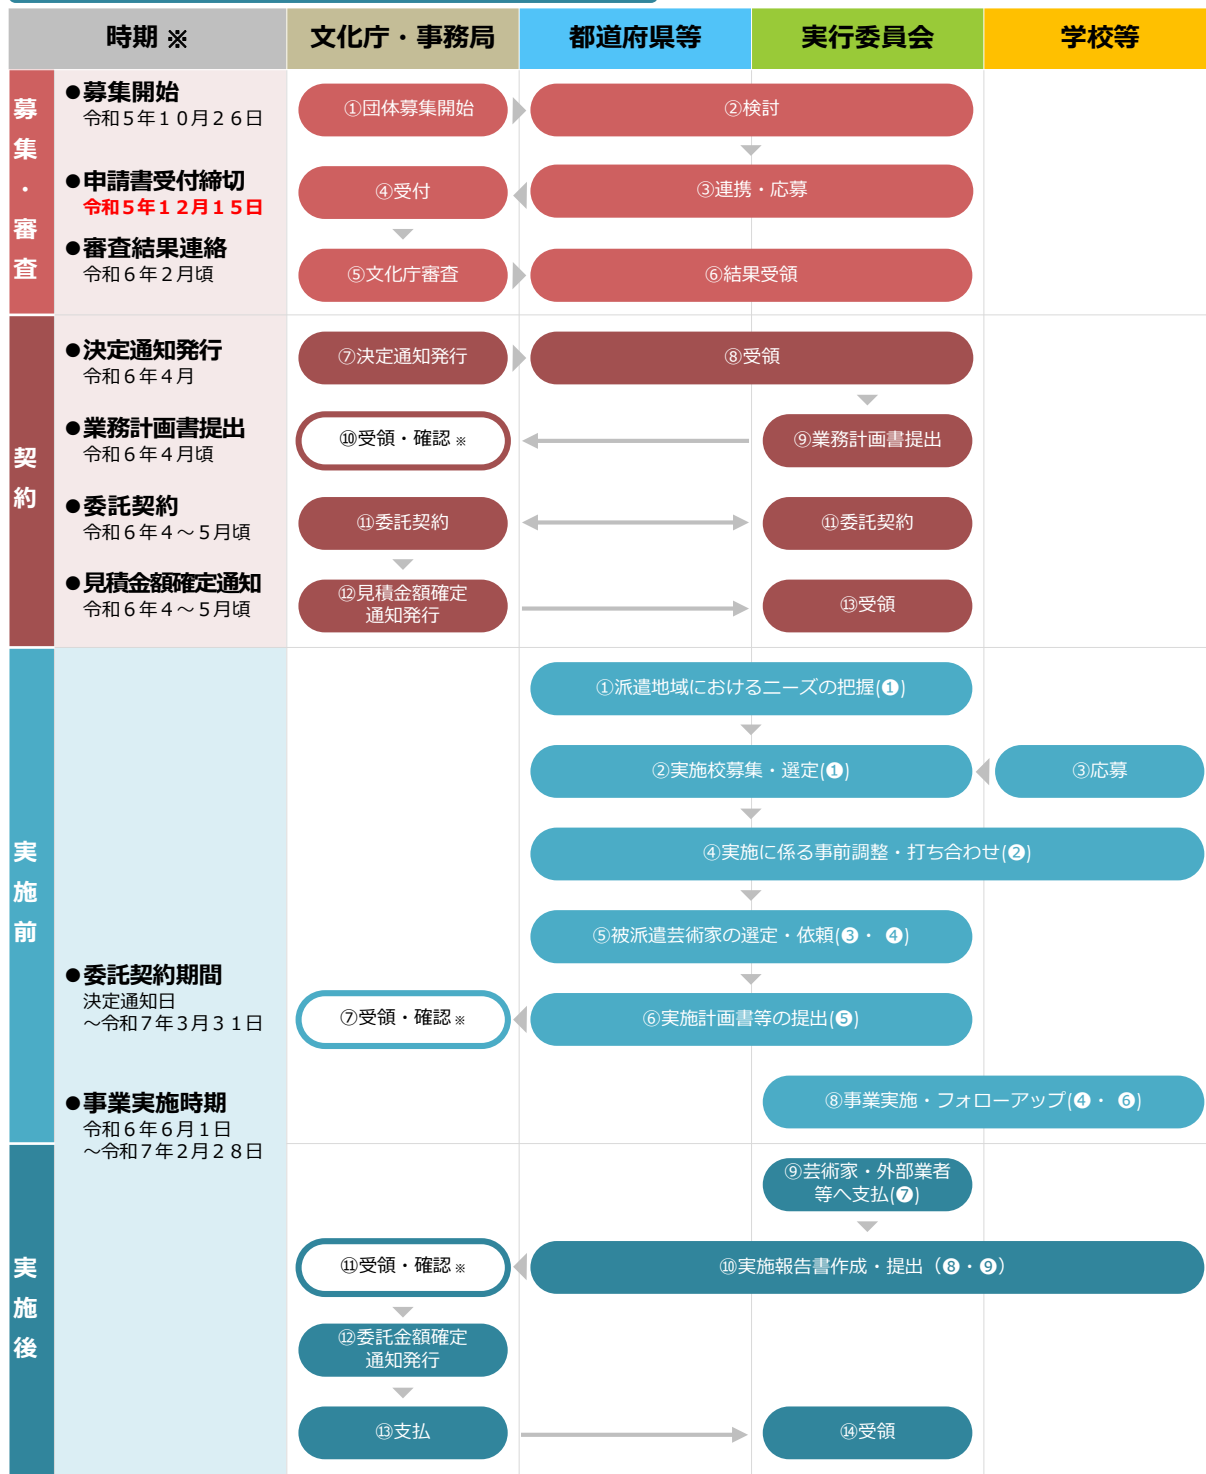 時期 ※
文化庁・事務局
都道府県等
実行委員会
学校等
募集・審査
●募集開始
令和５年１０月２６日
①団体募集開始
②検討
●申請書受付締切
令和５年１２月１５日
④受付
③連携・応募
●審査結果連絡
令和６年２月頃
⑤文化庁審査
⑥結果受領
契約
●決定通知発行
令和６年４月
⑦決定通知発行
⑧受領
●業務計画書提出
令和６年４月頃
⑩受領・確認 ※
⑨業務計画書提出
●委託契約
令和６年４～５月頃
⑪委託契約
⑪委託契約
●見積金額確定通知
令和６年４～５月頃
⑫見積金額確定
通知発行
⑬受領
実施前
①派遣地域におけるニーズの把握(❶)
②実施校募集・選定(❶)
③応募
④実施に係る事前調整・打ち合わせ(❷)
⑤被派遣芸術家の選定・依頼(❸・ ❹)
●委託契約期間
決定通知日
～令和７年３月３１日
⑦受領・確認 ※
⑥実施計画書等の提出(❺)
●事業実施時期
令和６年６月１日
～令和７年２月２８日
⑧事業実施・フォローアップ(❹・ ❻)
実施後
⑨芸術家・外部業者
等へ支払(❼)
⑪受領・確認 ※
⑩実施報告書作成・提出（❽・❾）
⑫委託金額確定
通知発行
⑬支払
⑭受領